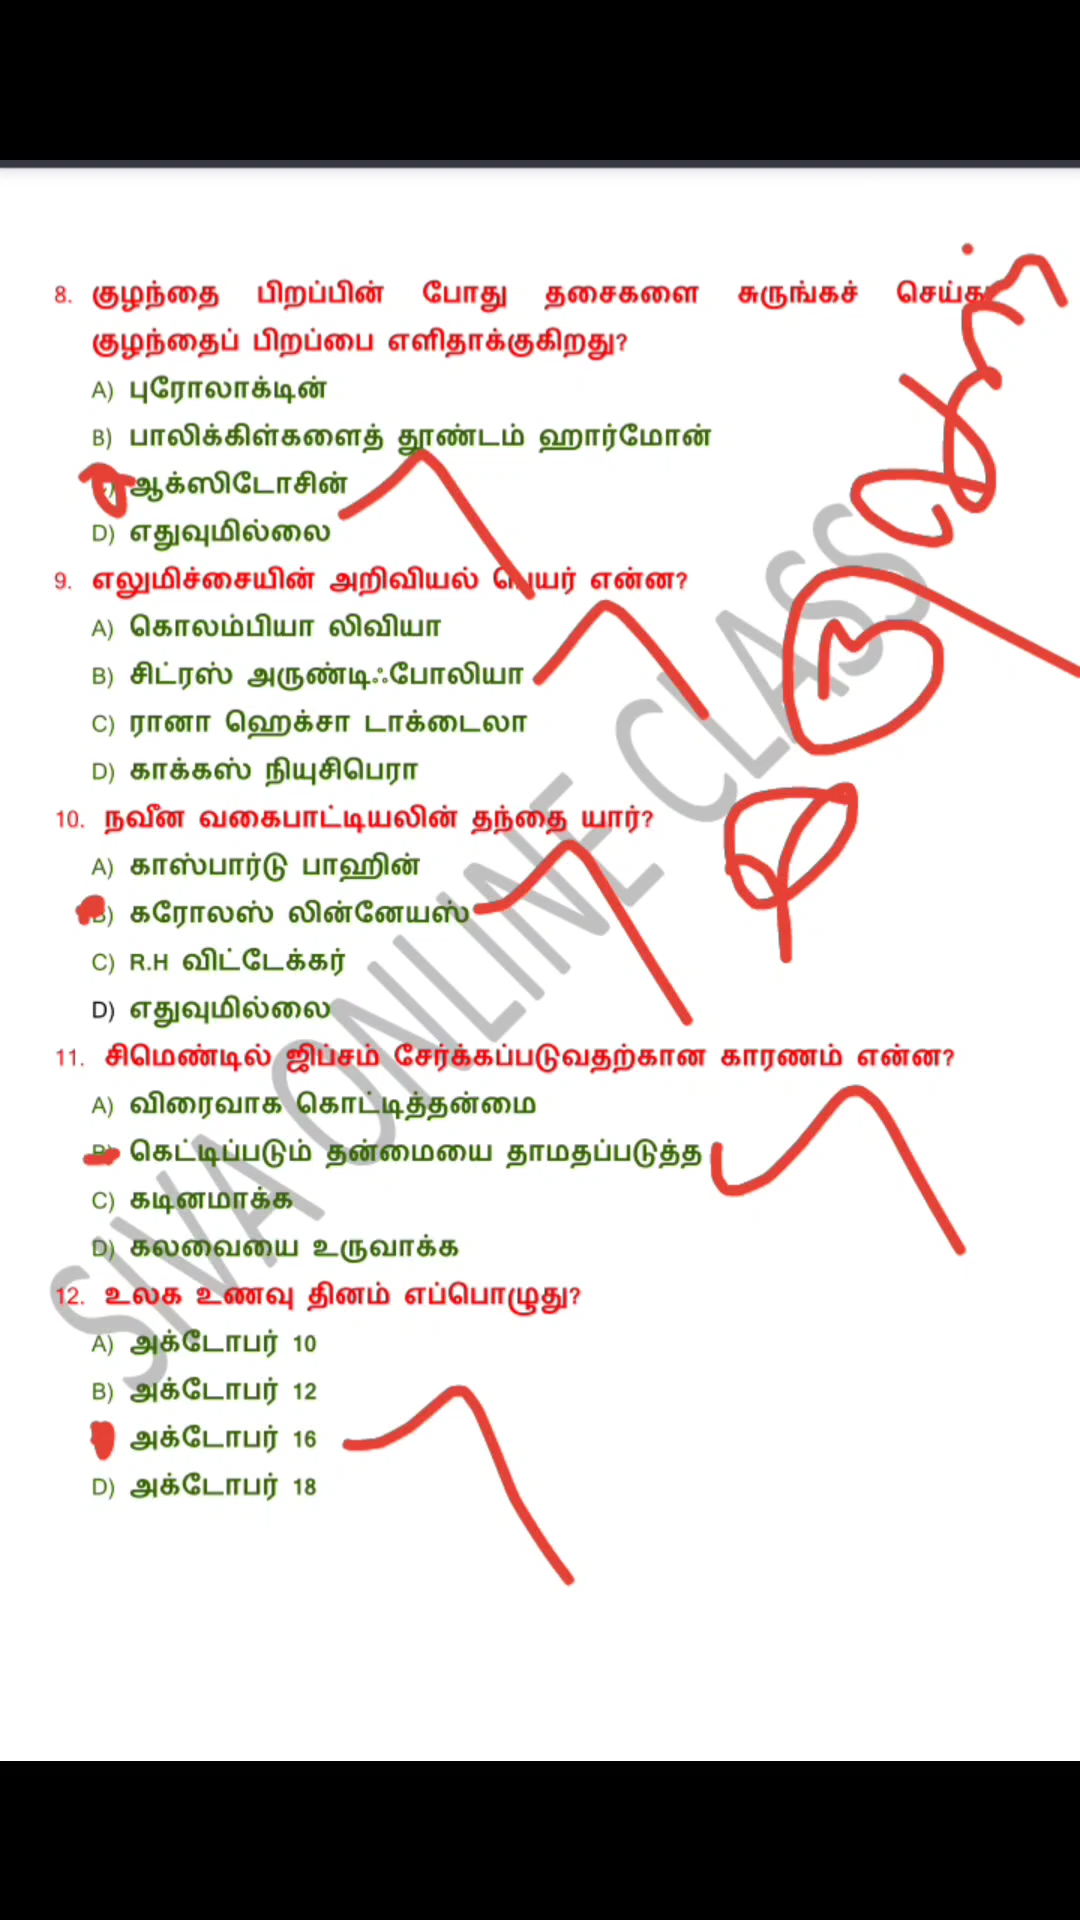 8. குழந்தை பிறப்பின் போது தசைகளை சுருங்கச் செய்து
குழந்தைப் பிறப்பை எளிதாக்குகிறது?
A) புரோலாக்டின்
B) பாலிக்கிள்களைத் தூண்டம் ஹார்மோன்
C) ஆக்ஸிடோசின்
D) எதுவுமில்லை
9. எலுமிச்சையின் அறிவியல் பெயர் என்ன?
A) கொலம்பியா லிவியா
B) சிட்ரஸ் அருண்டிஃபோலியா
C) ரானா ஹெக்சா டாக்டைலா
D) காக்கஸ் நியுசிபெரா
10. நவீன வகைபாட்டியலின் தந்தை யார்?
A) காஸ்பார்டு பாஹின்
B) கரோலஸ் லின்னேயஸ்
C) R.H விட்டேக்கர்
D) எதுவுமில்லை
11. சிமெண்டில் ஜிப்சம் சேர்க்கப்படுவதற்கான காரணம் என்ன?
A) விரைவாக கொட்டித்தன்மை
B) கெட்டிப்படும் தன்மையை தாமதப்படுத்த
C) கடினமாக்க
D) கலவையை உருவாக்க
12. உலக உணவு தினம் எப்பொழுது?
A) அக்டோபர் 10
B) அக்டோபர் 12
அக்டோபர் 16
D) அக்டோபர் 18
SIVA ONLINE CLASS